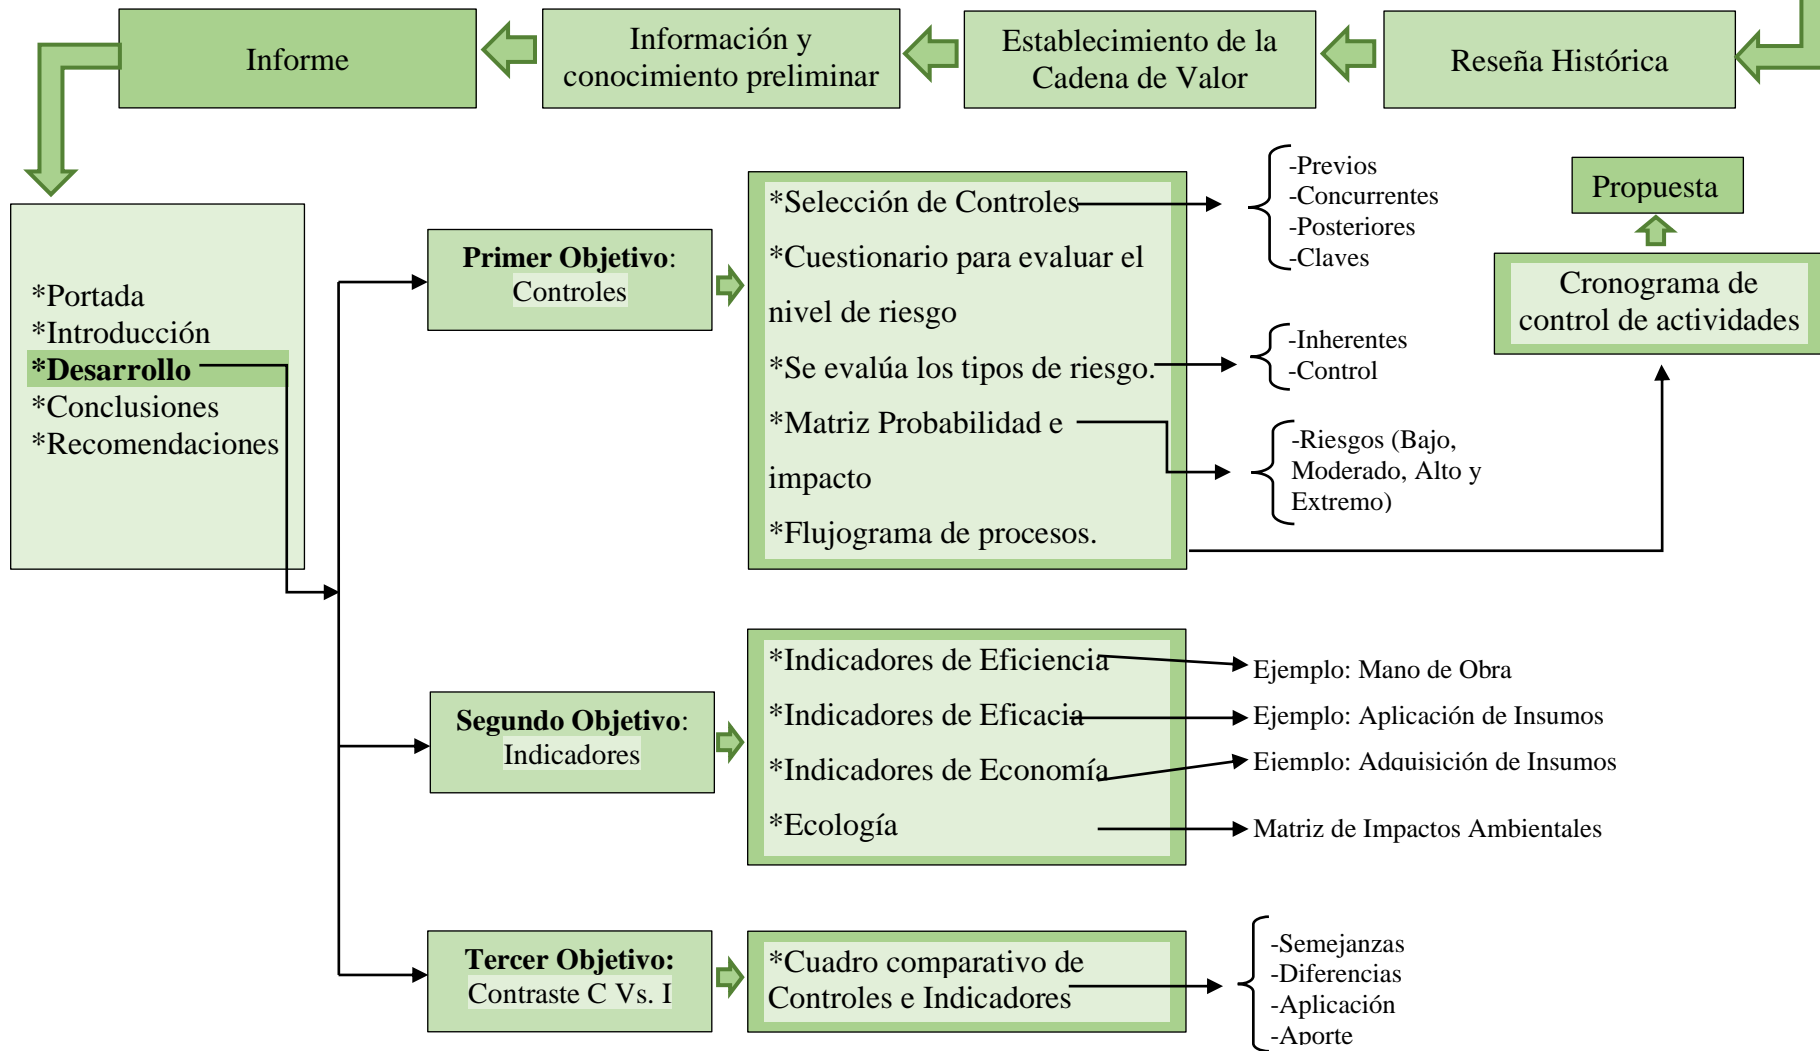 Informe
Información y
conocimiento preliminar
Establecimiento de la
Cadena de Valor
Reseña Histórica
*Portada
*Introducción
*Desarrollo
*Conclusiones
*Recomendaciones
Primer Objetivo:
Controles
*Selección de Controles
*Cuestionario para evaluar el
nivel de riesgo
*Se evalúa los tipos de riesgo.
*Matriz Probabilidad e
impacto
*Flujograma de procesos.
-Previos
-Concurrentes
-Posteriores
-Claves
-Inherentes
-Control
-Riesgos (Bajo,
Moderado, Alto y
Extremo)
Propuesta
Cronograma de
control de actividades
Segundo Objetivo:
Indicadores
*Indicadores de Eficiencia
*Indicadores de Eficacia
*Indicadores de Economía
*Ecología
Ejemplo: Mano de Obra
Ejemplo: Aplicación de Insumos
Ejemplo: Adquisición de Insumos
Matriz de Impactos Ambientales
Tercer Objetivo:
Contraste C Vs. I
*Cuadro comparativo de
Controles e Indicadores
-Semejanzas
-Diferencias
-Aplicación
-Aporte